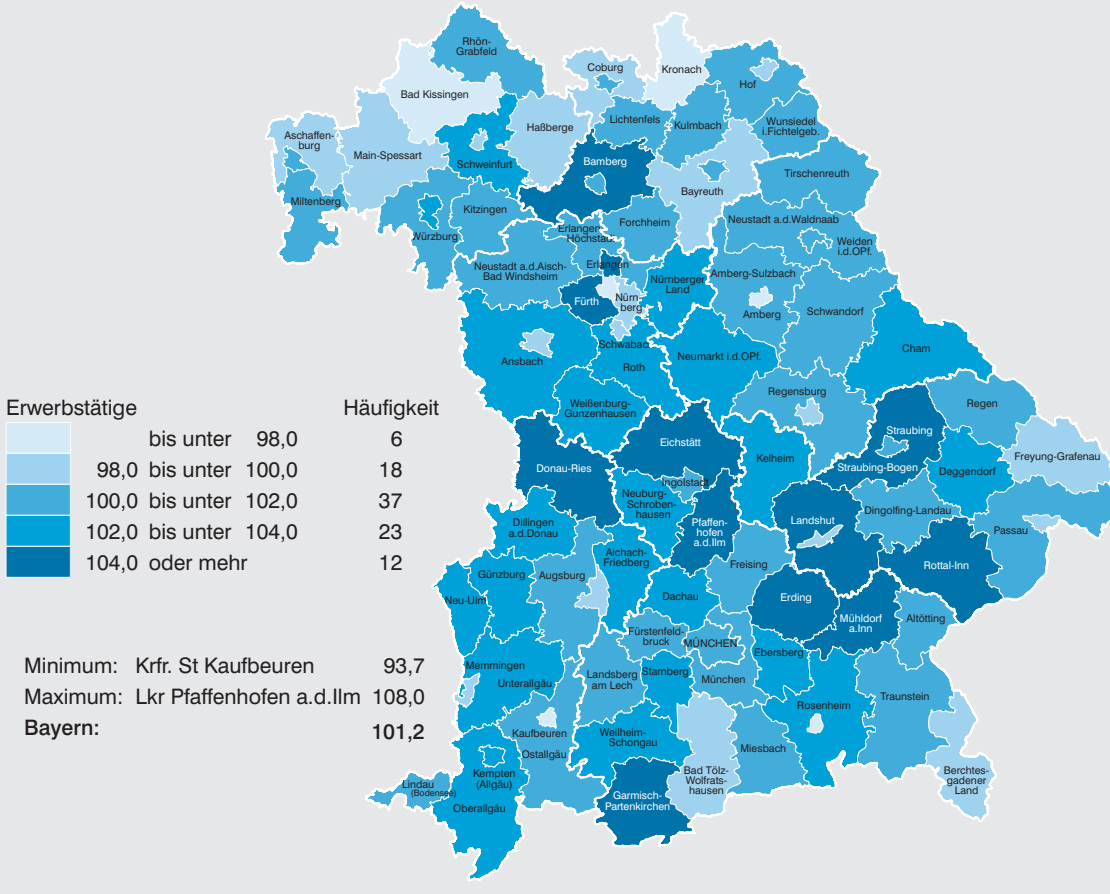 Rhön-
Grabfeld
Coburg
Kronach
Hof
Bad Kissingen
Lichtenfels
Kulmbach
Wunsiedel
i.Fichtelgeb.
Haßberge
Aschaffen-
burg
Main-Spessart
Schweinfurt
Bamberg
Bayreuth
Tirschenreuth
Miltenberg
Kitzingen
Würzburg
Forchheim
Erlangen-
Höchstadt
Neustadt a.d.Waldnaab
Weiden
i.d.OPf.
Neustadt a.d.Aisch-
Bad Windsheim
Erlangen
Nürnberger
Land
Amberg-Sulzbach
Fürth
Nürn-
berg
Amberg
Schwandorf
Ansbach
Schwabach
Roth
Neumarkt i.d.OPf.
Cham
Weißenburg-
Gunzenhausen
Regensburg
Regen
Straubing
Freyung-Grafenau
Eichstätt
Kelheim
Straubing-Bogen
Deggendorf
Donau-Ries
Ingolstadt
Neuburg-
Schroben-
hausen
Pfaffen-
hofen
a.d.Ilm
Landshut
Dingolfing-Landau
Passau
Dillingen
a.d.Donau
Aichach-
Friedberg
Freising
Rottal-Inn
Günzburg
Augsburg
Neu-Ulm
Dachau
Erding
Mühldorf
a.Inn
Altötting
Fürstenfeld-
bruck
MÜNCHEN
Ebersberg
Memmingen
Unterallgäu
Landsberg
am Lech
Starnberg
München
Rosenheim
Traunstein
Kaufbeuren
Ostallgäu
Weilheim-
Schongau
Miesbach
Bad Tölz-
Wolfrats-
hausen
Berchtes-
gadener
Land
Kempten
(Allgäu)
Lindau
(Bodensee)
Oberallgäu
Garmisch-
Partenkirchen
Erwerbstätige Häufigkeit
bis unter 98,0 6
98,0 bis unter 100,0 18
100,0 bis unter 102,0 37
102,0 bis unter 104,0 23
104,0 oder mehr 12
Minimum: Krfr. St Kaufbeuren 93,7
Maximum: Lkr Pfaffenhofen a.d.Ilm 108,0
Bayern: 101,2